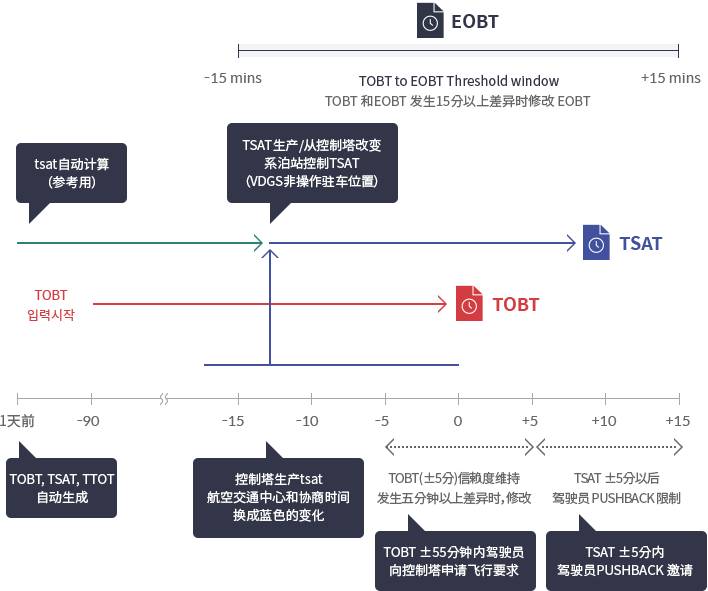 EOBT
-15 mins
+15 mins
TOBT to EOBT Threshold window
TOBT 和EOBT 发生15分以上差异时修改 EOBT
tsat自动计算
(参考用)
TSAT生产/从控制塔改变
系泊站控制TSAT
(VDGS非操作驻车位置)
TSAT
TOBT
입력시작
TOBT
1天前
-90
-15
-10
-5
0
+5
+10
+15
TOBT, TSAT, TTOT
自动生成
控制塔生产tsat
航空交通中心和协商时间
换成蓝色的变化
TOBT(±5分)信赖度维持
发生五分钟以上差异时,修改
TSAT ±5分以后
驾驶员 PUSHBACK 限制
TOBT ±55分钟内驾驶员
向控制塔申请飞行要求
TSAT ±5分内
驾驶员PUSHBACK 邀请